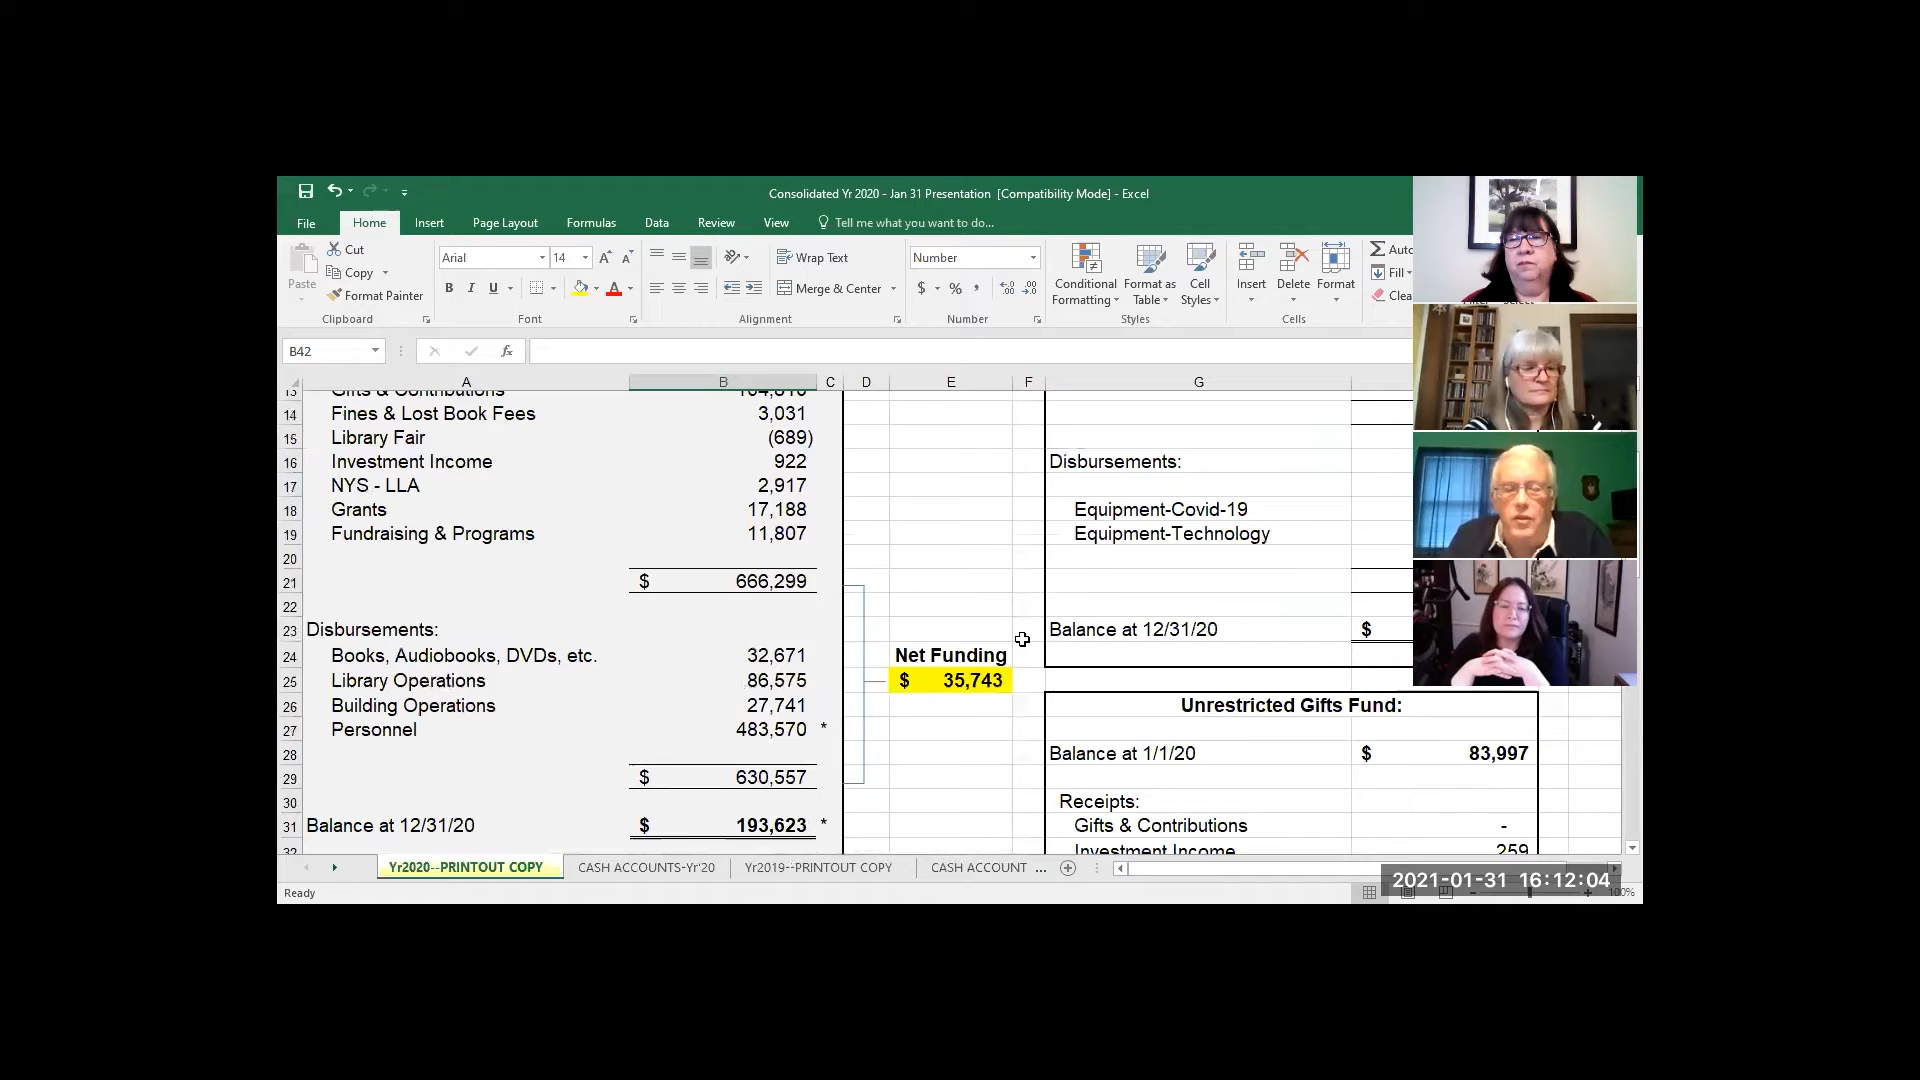 Consolidated Yr 2020 - Jan 31 Presentation [Compatibility Mode] - Excel
File Home Insert Page Layout Formulas Data Review View Tell me what you want to do...
Paste
Cut
Copy
Format Painter
Clipboard
Arial 14
B I U
Font
Wrap Text
Merge & Center
Alignment
Number
$ % ,
Number
Conditional Formatting
Format as Table
Cell Styles
Styles
Insert Delete Format
Cells
Fill
B42 fx
A B C D E F G
13 Gifts & Contributions
14 Fines & Lost Book Fees 3,031
15 Library Fair (689)
16 Investment Income 922 Disbursements:
17 NYS - LLA 2,917
18 Grants 17,188 Equipment-Covid-19
19 Fundraising & Programs 11,807 Equipment-Technology
20
21 $ 666,299
22
23 Disbursements: Balance at 12/31/20 $
24 Books, Audiobooks, DVDs, etc. 32,671 Net Funding
25 Library Operations 86,575 $ 35,743
26 Building Operations 27,741 Unrestricted Gifts Fund:
27 Personnel 483,570 *
28 Balance at 1/1/20 $ 83,997
29 $ 630,557
30 Receipts:
31 Balance at 12/31/20 $ 193,623 * Gifts & Contributions -
32 Investment Income 259
Yr2020--PRINTOUT COPY CASH ACCOUNTS-Yr'20 Yr2019--PRINTOUT COPY CASH ACCOUNT ...
2021-01-31 16:12:04
Ready 100%